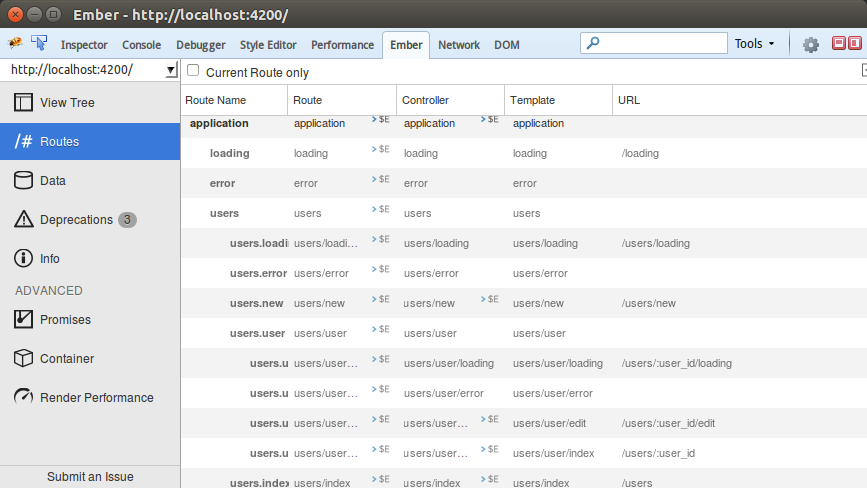 Ember - http://localhost:4200/
Inspector Console Debugger Style Editor Performance Ember Network DOM Tools
http://localhost:4200/ Current Route only
View Tree
/# Routes
Data
Deprecations 3
Info
ADVANCED
Promises
Container
Render Performance
Submit an Issue
Route Name Route Controller Template URL
application application >$E application >$E application
loading loading >$E loading loading /loading
error error >$E error error
users users >$E users users
users.loadi users/loadi... >$E users/loading users/loading /users/loading
users.error users/error >$E users/error users/error
users.new users/new >$E users/new >$E users/new /users/new
users.user users/user >$E users/user users/user
users.u users/user... >$E users/user/loading users/user/loading /users/:user_id/loading
users.u users/user... >$E users/user/error users/user/error
users.u users/user... >$E users/user... >$E users/user/edit /users/:user_id/edit
users.u users/user... >$E users/user... >$E users/user/index /users/:user_id
users.index users/index >$E users/index >$E users/index /users